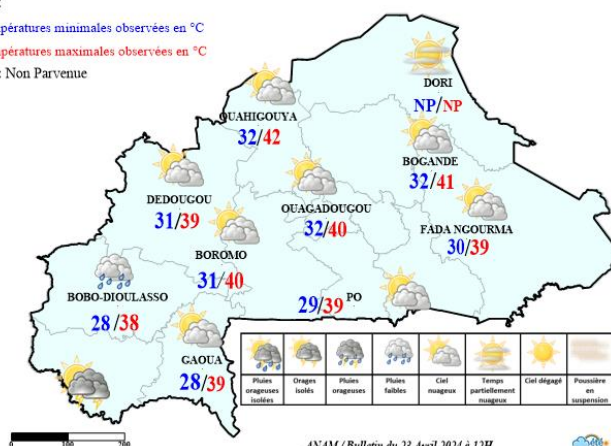 pératures minimales observées en °C
pératures maximales observées en °C
: Non Parvenue
DORI
NP/NP
OUAHIGOUYA
32/42
BOGANDE
32/41
DEDOUGOU
31/39
OUAGADOUGOU
32/40
FADA NGOURMA
30/39
BOROMO
31/40
BOBO-DIOULASSO
28/38
29/39 PO
GAOUA
28/39
Pluies orageuses isolées
Orages isolés
Pluies orageuses
Pluies faibles
Ciel nuageux
Temps partiellement nuageux
Ciel dégagé
Poussière en suspension
ANAM / Bulletin du 23 Avril 2024 à 12H